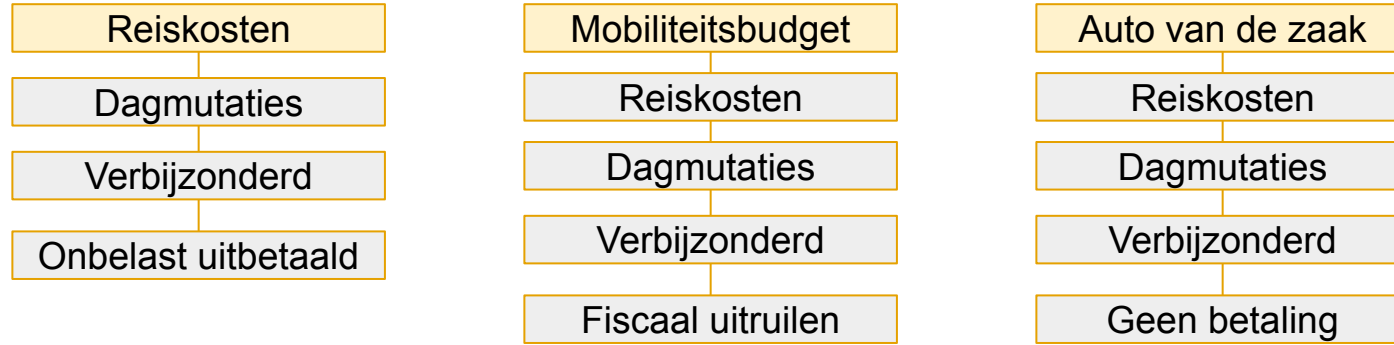 Reiskosten
Dagmutaties
Verbijzonderd
Onbelast uitbetaald
Mobiliteitsbudget
Reiskosten
Dagmutaties
Verbijzonderd
Fiscaal uitruilen
Auto van de zaak
Reiskosten
Dagmutaties
Verbijzonderd
Geen betaling